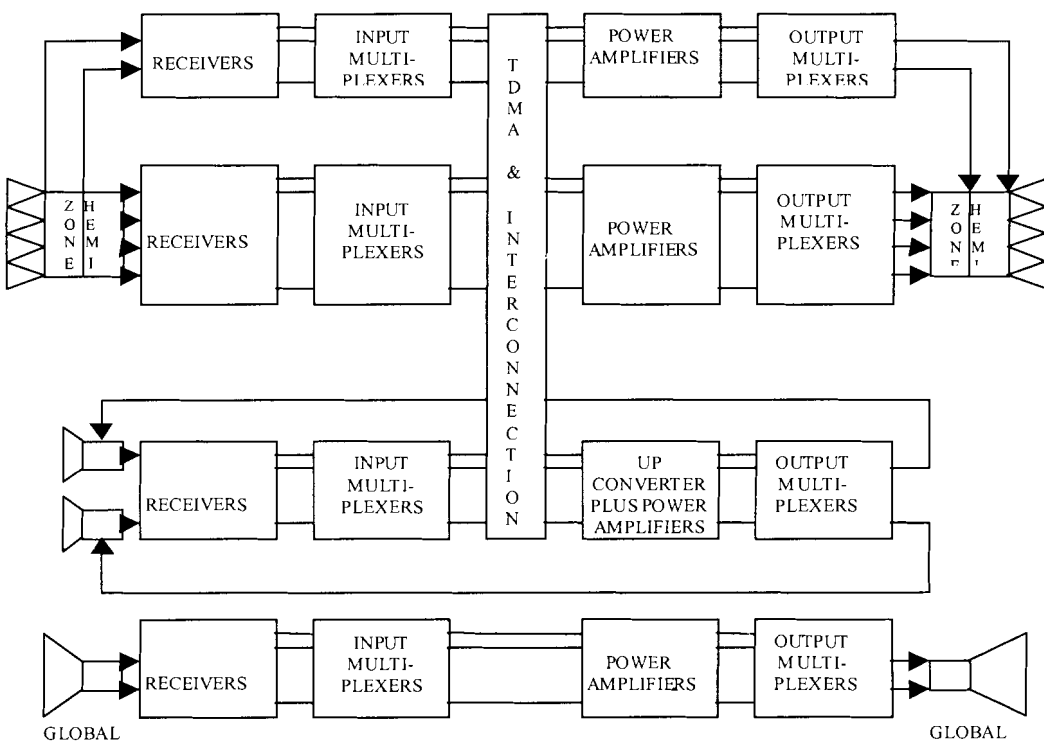 RECEIVERS
INPUT
MULTI-
PLEXERS
POWER
AMPLIFIERS
OUTPUT
MULTI-
PLEXERS
TDMA & INTERCONNECTION
ZONE
HEMI
RECEIVERS
INPUT
MULTI-
PLEXERS
POWER
AMPLIFIERS
OUTPUT
MULTI-
PLEXERS
ZONE
HEMI
RECEIVERS
INPUT
MULTI-
PLEXERS
UP
CONVERTER
PLUS POWER
AMPLIFIERS
OUTPUT
MULTI-
PLEXERS
RECEIVERS
INPUT
MULTI-
PLEXERS
POWER
AMPLIFIERS
OUTPUT
MULTI-
PLEXERS
GLOBAL
GLOBAL